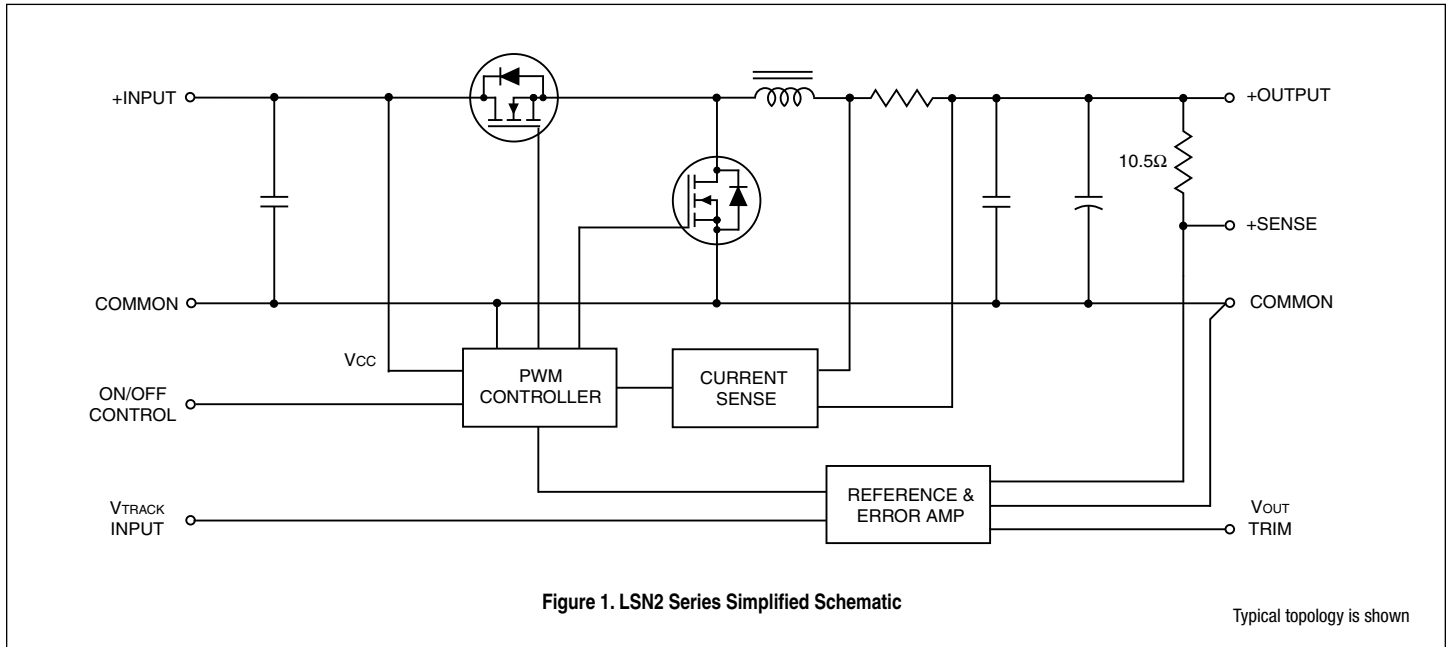 +INPUT
+OUTPUT
10.5Ω
+SENSE
COMMON
COMMON
VCC
PWM
CONTROLLER
CURRENT
SENSE
ON/OFF
CONTROL
REFERENCE &
ERROR AMP
VTRACK
INPUT
VOUT
TRIM
Figure 1. LSN2 Series Simplified Schematic
Typical topology is shown